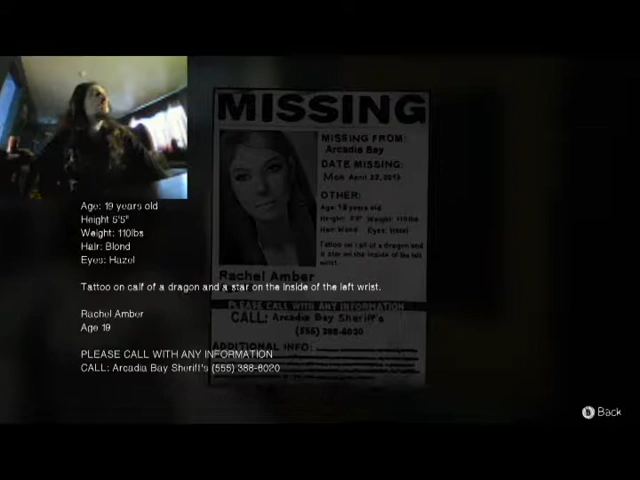 MISSING
MISSING FROM:
Arcadia Bay
DATE MISSING:
Mon April 22, 2013
OTHER:
Age: 19 years old
Height: 5'5" Weight: 110lbs
Hair: Blond Eyes: Hazel
Tattoo on calf of a dragon and
a star on the inside of the left
wrist.
Rachel Amber
PLEASE CALL WITH ANY INFORMATION
CALL: Arcadia Bay Sheriff's
(555) 388-6020
ADDITIONAL INFO:
Age: 19 years old
Height 5'5"
Weight: 110lbs
Hair: Blond
Eyes: Hazel
Tattoo on calf of a dragon and a star on the inside of the left wrist.
Rachel Amber
Age 19
PLEASE CALL WITH ANY INFORMATION
CALL: Arcadia Bay Sheriff's (555) 388-6020
Back